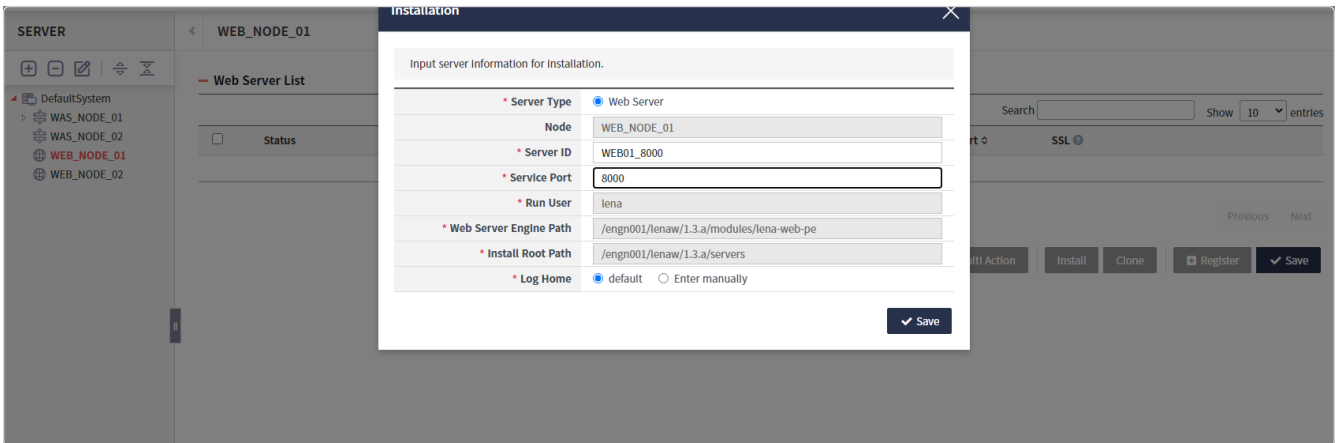 SERVER
WEB_NODE_01
DefaultSystem
WAS_NODE_01
WAS_NODE_02
WEB_NODE_01
WEB_NODE_02
Web Server List
Search
Show 10 entries
Status
rt
SSL
Previous Next
lti Action Install Clone Register Save
Installation
Input server information for installation.
* Server Type Web Server
Node WEB_NODE_01
* Server ID WEB01_8000
* Service Port 8000
* Run User lena
* Web Server Engine Path /engn001/lenaw/1.3.a/modules/lena-web-pe
* Install Root Path /engn001/lenaw/1.3.a/servers
* Log Home default Enter manually
Save